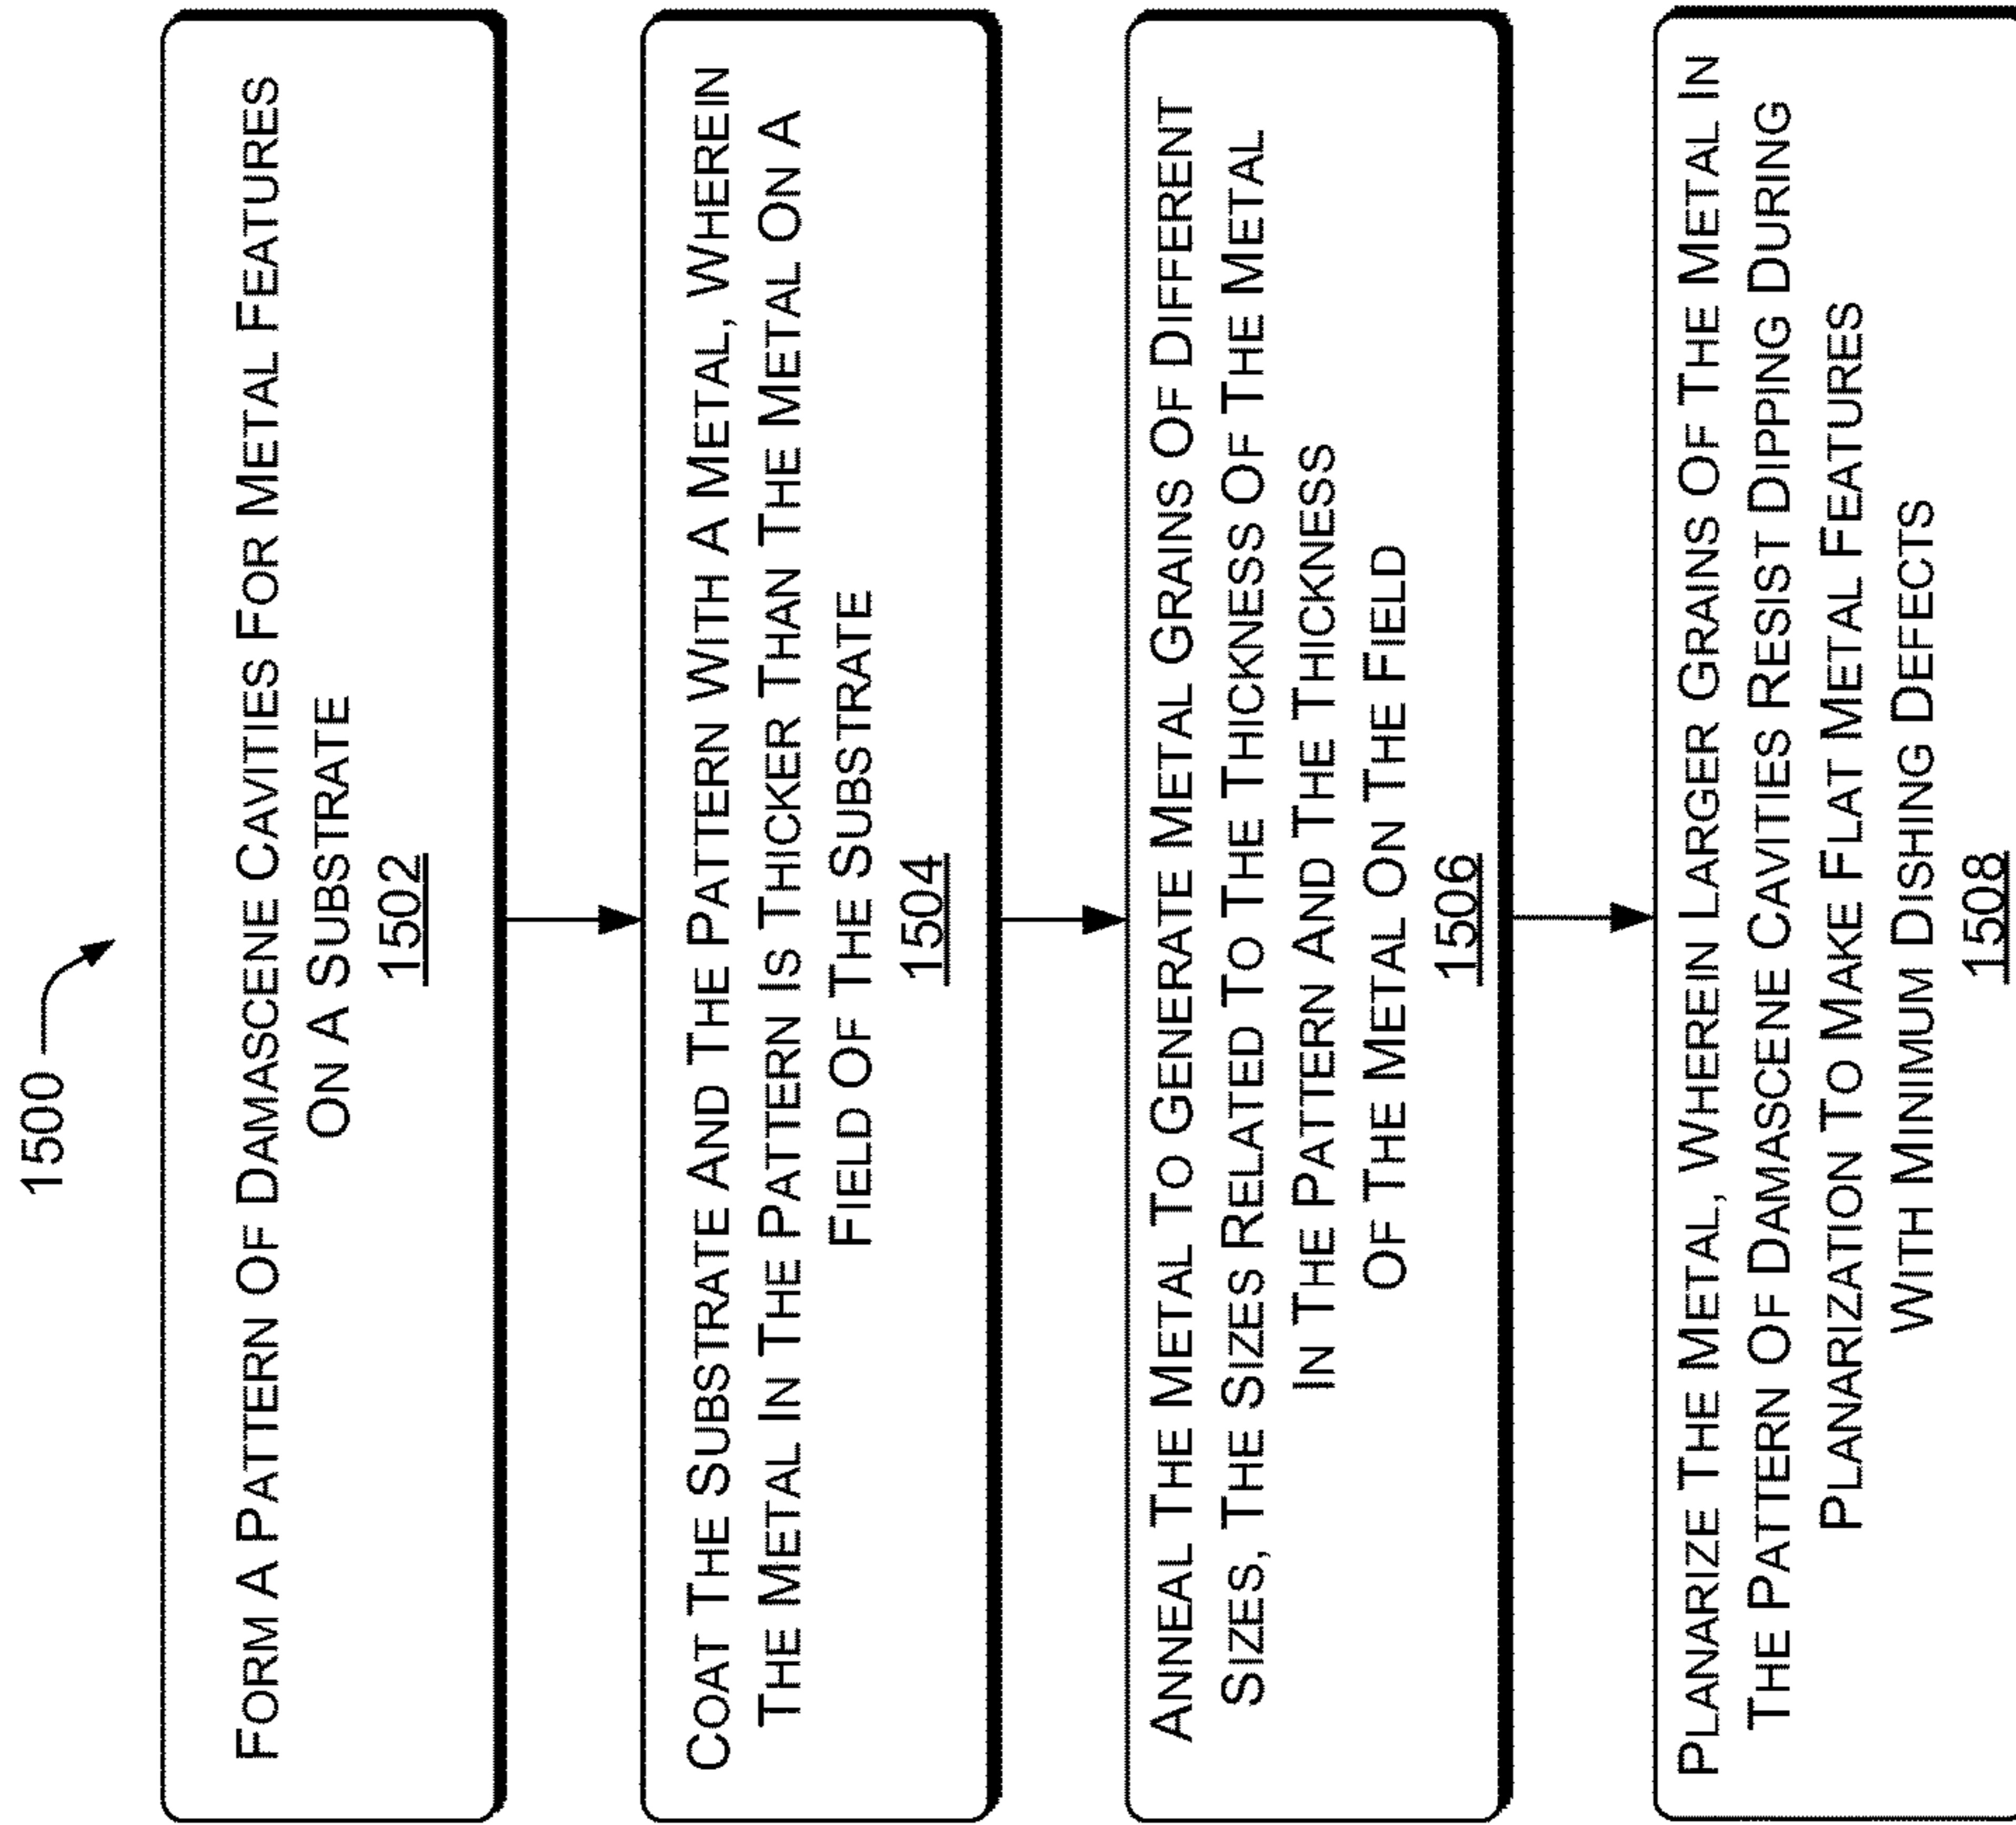 1500
FORM A PATTERN OF DAMASCENE CAVITIES FOR METAL FEATURES
ON A SUBSTRATE
1502
COAT THE SUBSTRATE AND THE PATTERN WITH A METAL, WHEREIN
THE METAL IN THE PATTERN IS THICKER THAN THE METAL ON A
FIELD OF THE SUBSTRATE
1504
ANNEAL THE METAL TO GENERATE METAL GRAINS OF DIFFERENT
SIZES, THE SIZES RELATED TO THE THICKNESS OF THE METAL
IN THE PATTERN AND THE THICKNESS
OF THE METAL ON THE FIELD
1506
PLANARIZE THE METAL, WHEREIN LARGER GRAINS OF THE METAL IN
THE PATTERN OF DAMASCENE CAVITIES RESIST DIPPING DURING
PLANARIZATION TO MAKE FLAT METAL FEATURES
WITH MINIMUM DISHING DEFECTS
1508